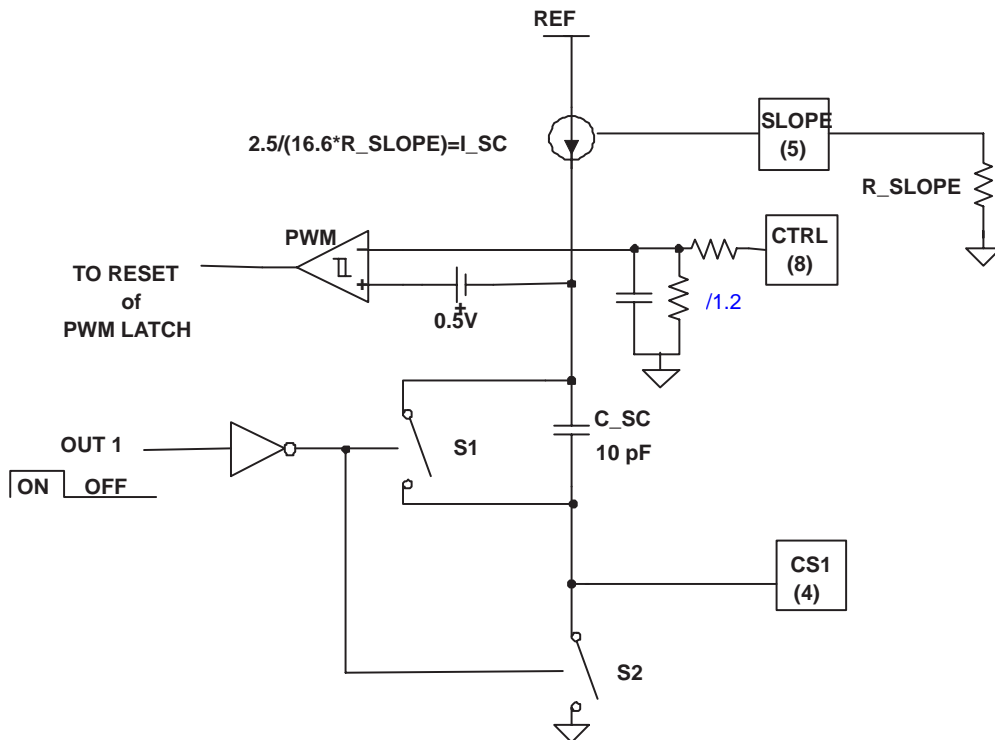 REF
2.5/(16.6*R_SLOPE)=I_SC
SLOPE
(5)
R_SLOPE
PWM
CTRL
(8)
TO RESET
of
PWM LATCH
0.5V
/1.2
C_SC
10 pF
OUT 1
S1
ON OFF
CS1
(4)
S2